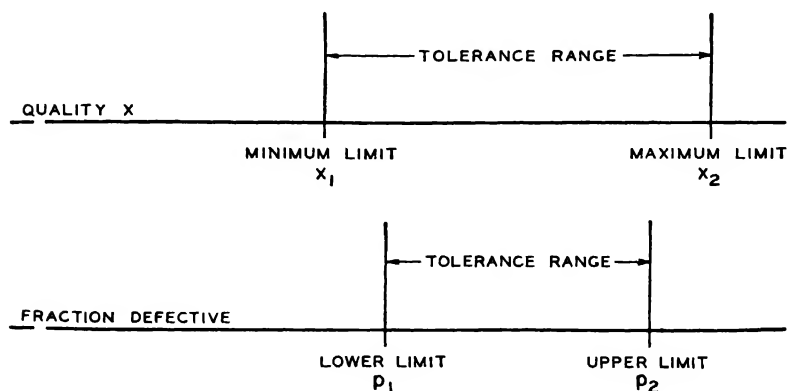 TOLERANCE RANGE
QUALITY X
MINIMUM LIMIT
X₁
MAXIMUM LIMIT
X₂
TOLERANCE RANGE
FRACTION DEFECTIVE
LOWER LIMIT
p₁
UPPER LIMIT
p₂